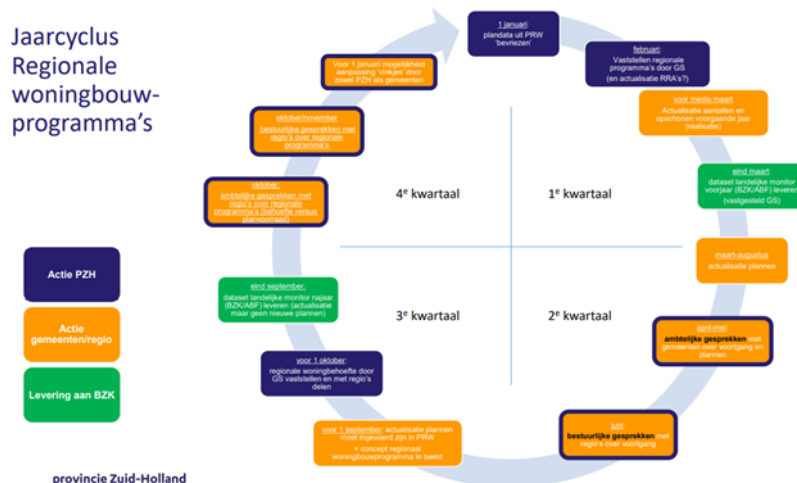 Jaarcyclus
Regionale
woningbouw-
programma's
1 januari:
plandata uit PRW
'bevriezen'
februari:
Vaststellen regionale
programma's door GS
(en actualisatie RRA's?)
voor medio maart
Actualisatie aantallen en
opschonen voorgaande jaar
(realisatie)
eind maart:
dataset landelijke monitor
voorjaar (BZK/ABF) leveren
(vastgesteld GS)
maart-augustus
actualisatie plannen
april-mei:
ambtelijke gesprekken met
gemeenten over voortgang en
plannen
juni:
bestuurlijke gesprekken met
regio's over voortgang
voor 1 september: actualisatie plannen
moet ingevoerd zijn in PRW
= concept regionaal
woningbouwprogramma in beeld
voor 1 oktober:
regionale woningbehoefte door
GS vaststellen en met regio's
delen
eind september:
dataset landelijke monitor najaar
(BZK/ABF) leveren (actualisatie
maar geen nieuwe plannen)
oktober:
ambtelijke gesprekken met
regio's over regionale
programma's (behoefte versus
planvoorraad)
oktober/november
bestuurlijke gesprekken met
regio's over regionale
programma's
Voor 1 januari mogelijkheid
aanpassing 'vinkjes' door
zowel PZH als gemeenten
4e kwartaal
1e kwartaal
3e kwartaal
2e kwartaal
Actie PZH
Actie
gemeenten/regio
Levering aan BZK
provincie Zuid-Holland